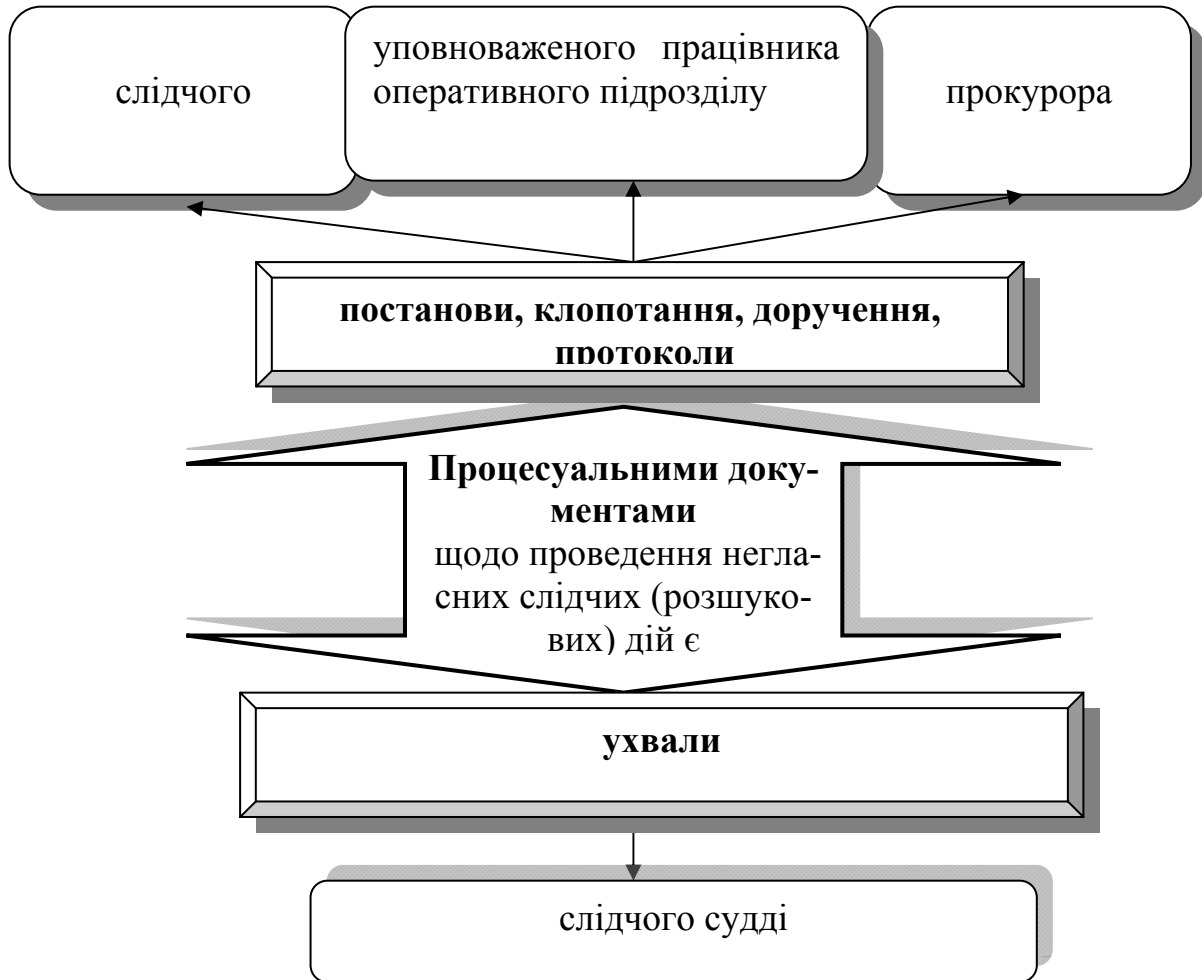 слідчого
уповноваженого працівника
оперативного підрозділу
прокурора
постанови, клопотання, доручення,
протоколи
Процесуальними доку-
ментами
щодо проведення негла-
сних слідчих (розшуко-
вих) дій є
ухвали
слідчого судді